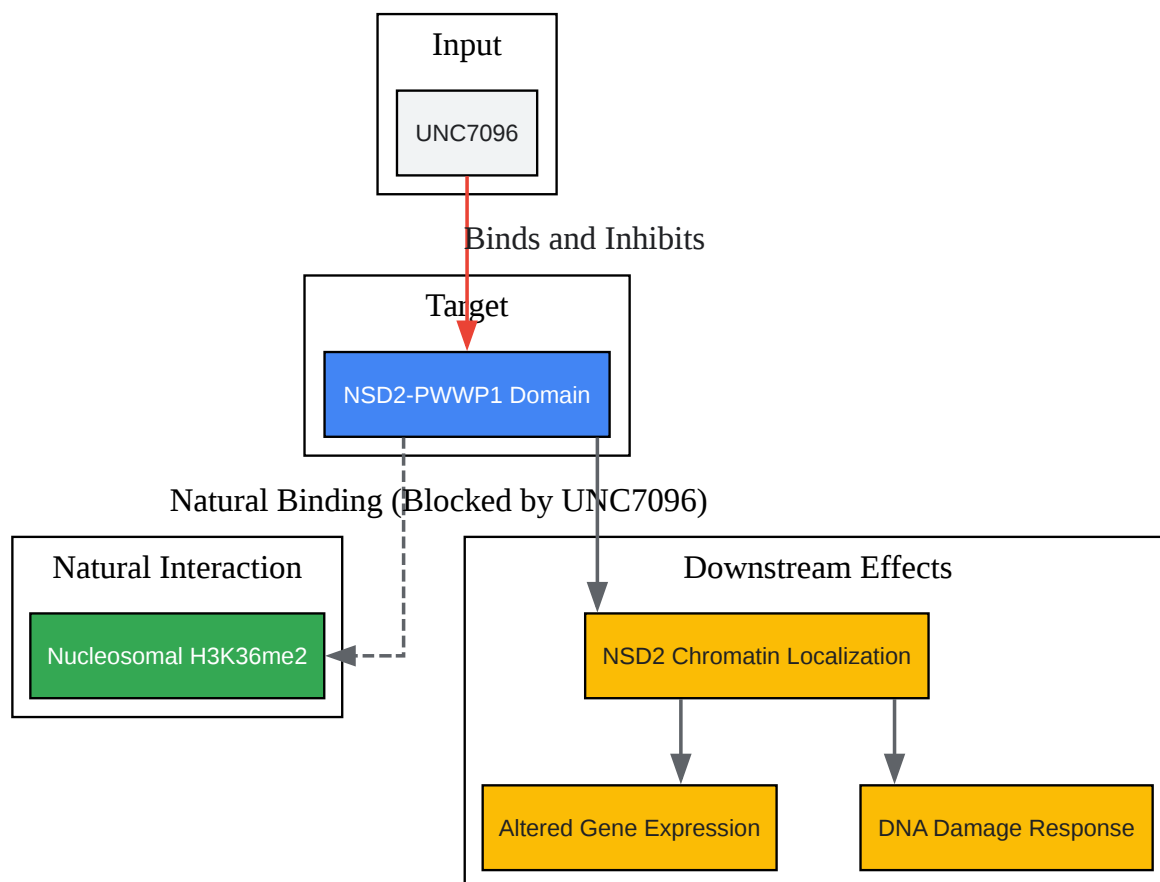 Input
UNC7096
Binds and Inhibits
Target
NSD2-PWWP1 Domain
Natural Binding (Blocked by UNC7096)
Natural Interaction
Nucleosomal H3K36me2
Downstream Effects
NSD2 Chromatin Localization
Altered Gene Expression
DNA Damage Response